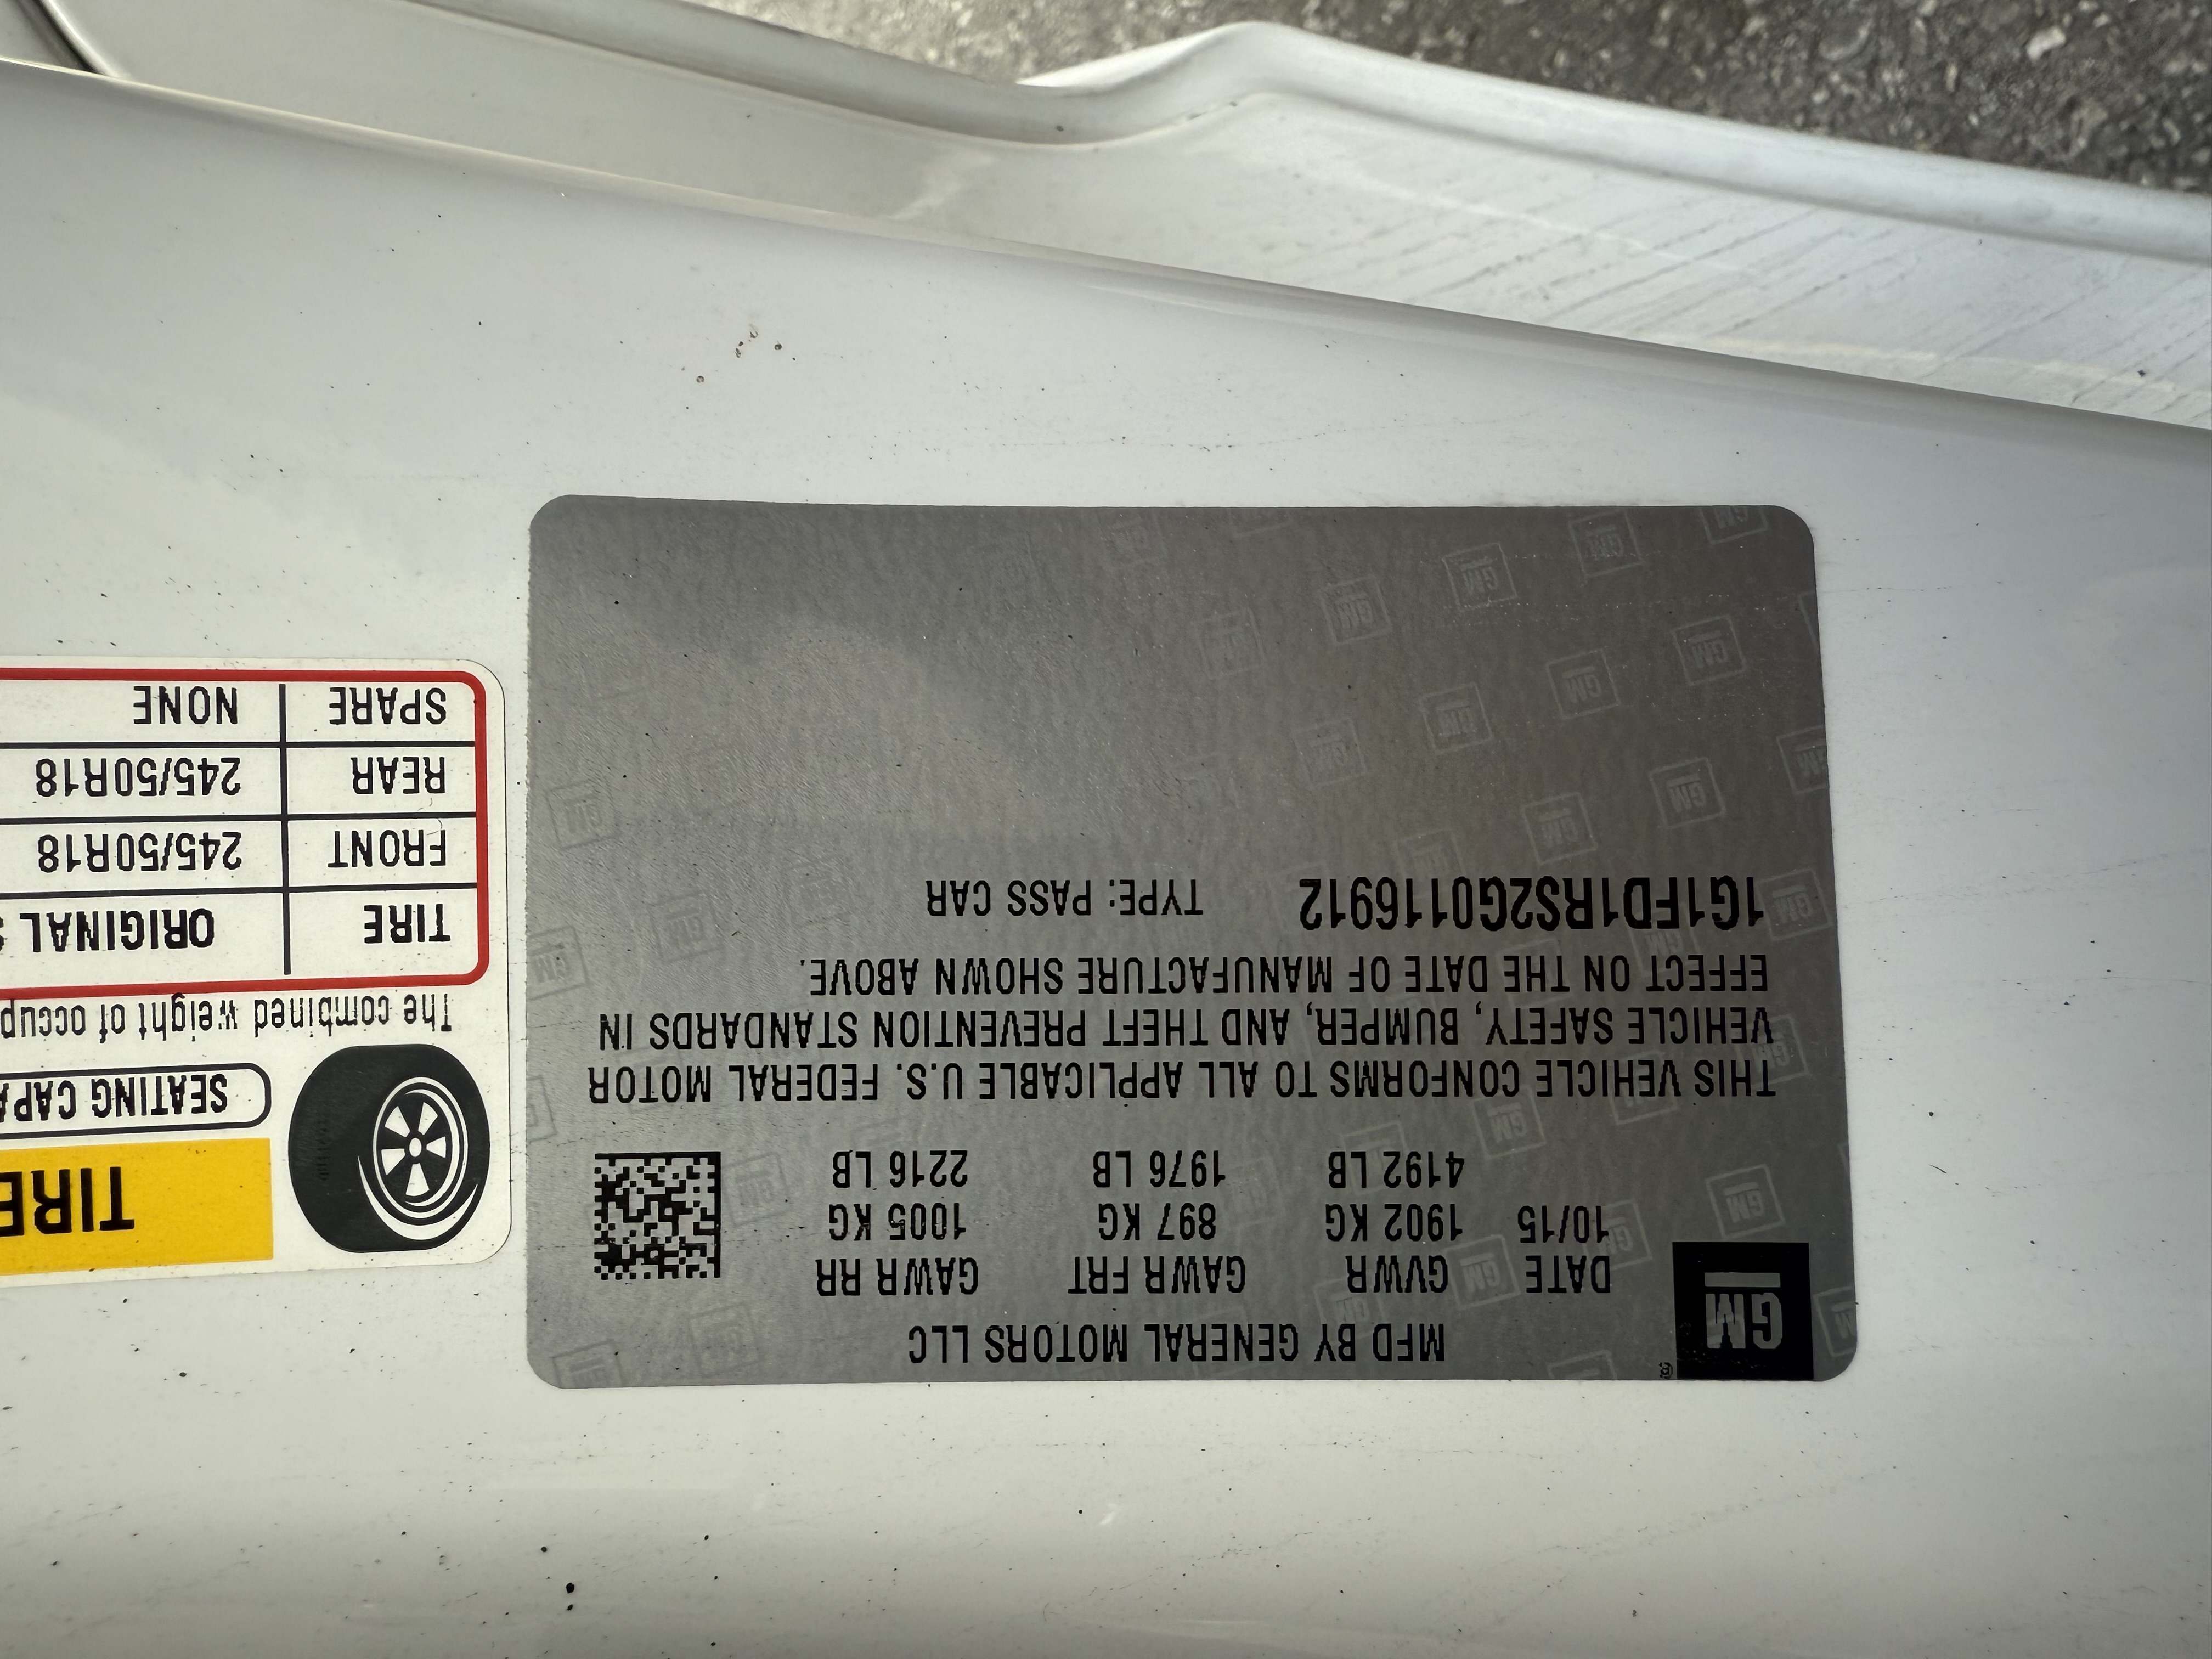 GM
®
MFD BY GENERAL MOTORS LLC
DATE GVWR GAWR FRT GAWR RR
10/15 1902 KG 897 KG 1005 KG
4192 LB 1976 LB 2216 LB
THIS VEHICLE CONFORMS TO ALL APPLICABLE U.S. FEDERAL MOTOR
VEHICLE SAFETY, BUMPER, AND THEFT PREVENTION STANDARDS IN
EFFECT ON THE DATE OF MANUFACTURE SHOWN ABOVE.
1G1FD1RS2G0116912 TYPE: PASS CAR
TIRE
SEATING CAPA
The combined weight of occup
TIRE ORIGINAL S
FRONT 245/50R18
REAR 245/50R18
SPARE NONE